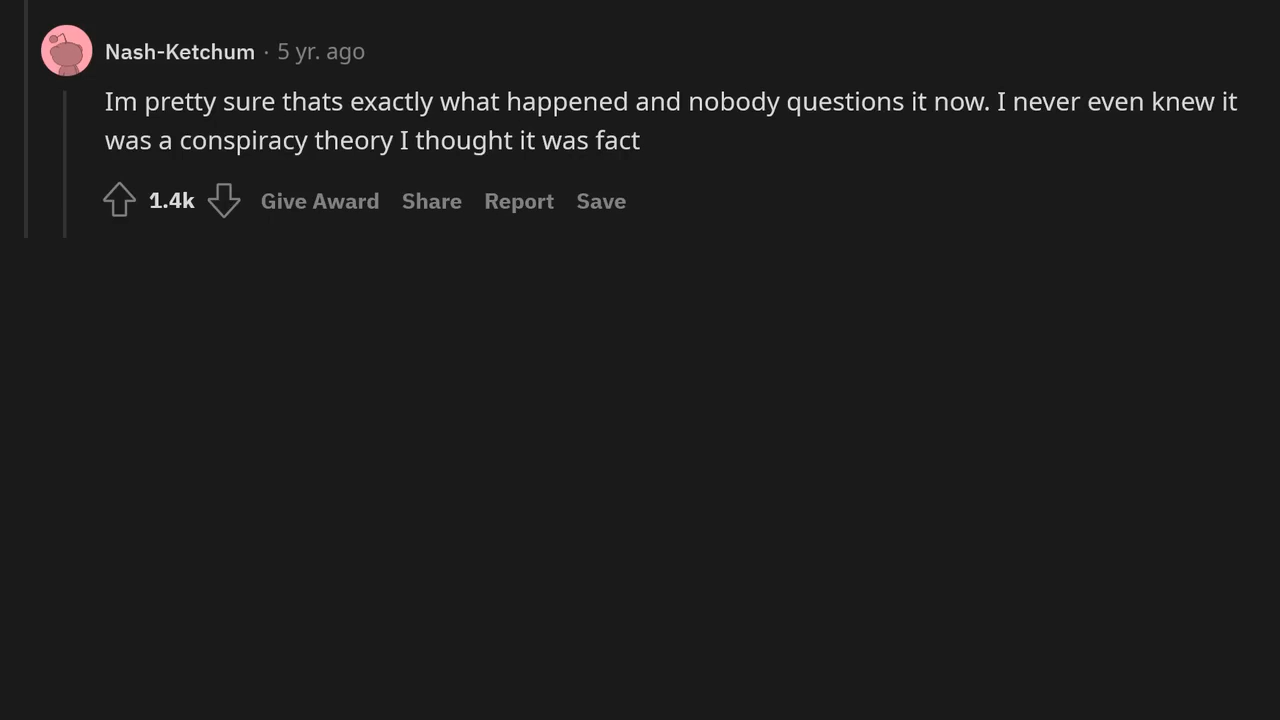 Nash-Ketchum · 5 yr. ago
Im pretty sure thats exactly what happened and nobody questions it now. I never even knew it
was a conspiracy theory I thought it was fact
1.4k Give Award Share Report Save